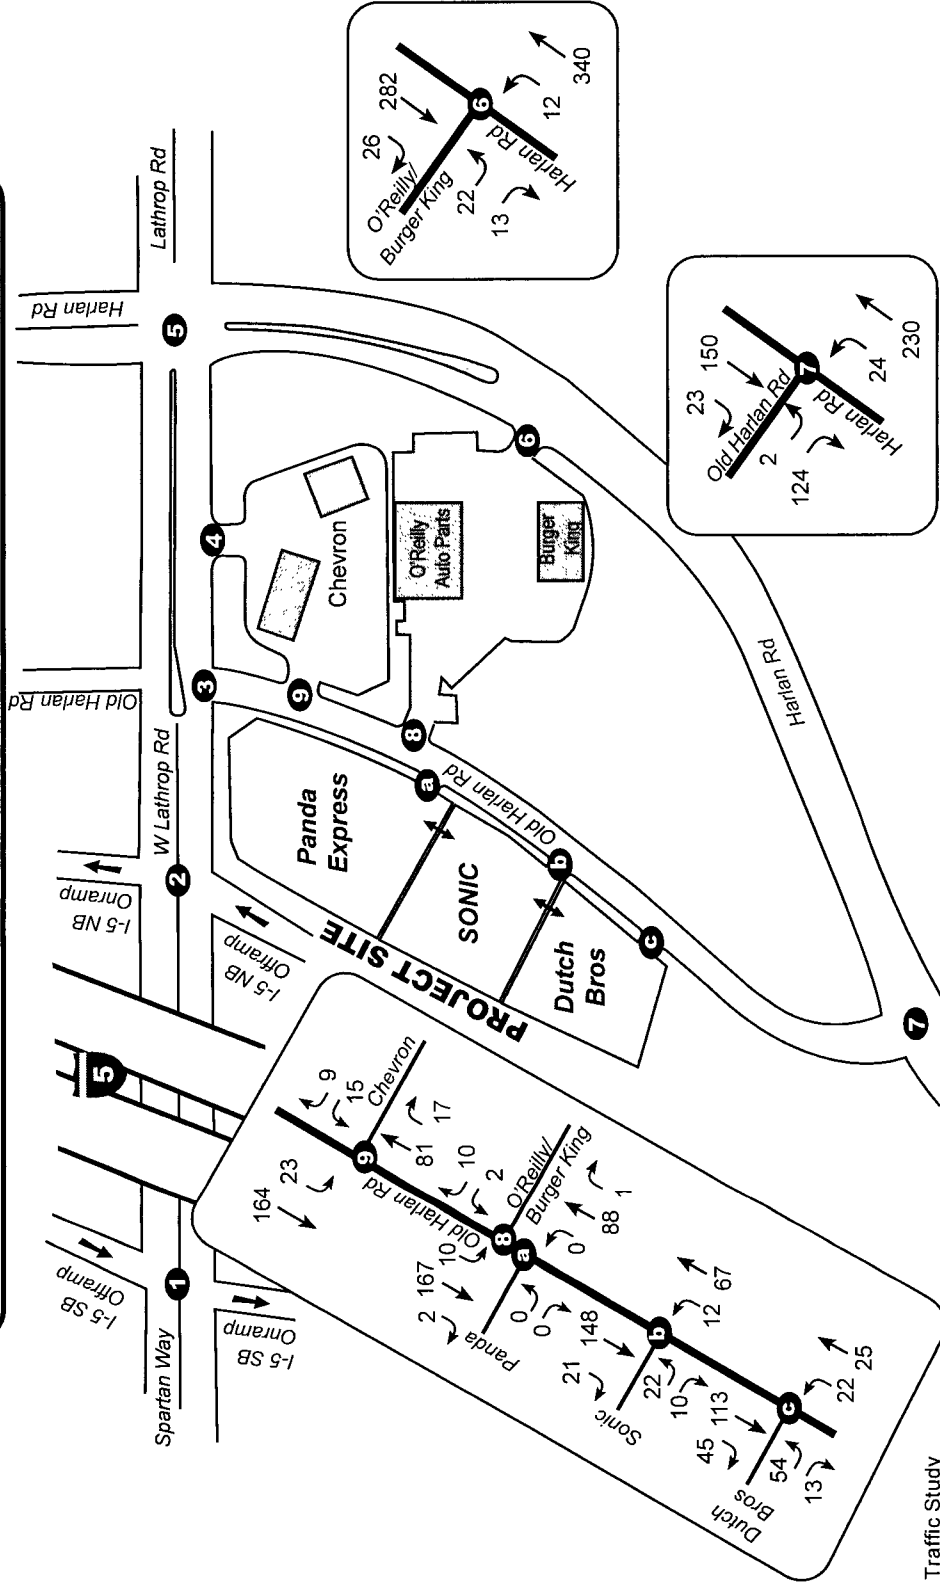 Lathrop Rd
Harlan Rd
5
Old Harlan Rd
W Lathrop Rd
I-5 NB
Onramp
2
I-5 NB
Offramp
5
I-5 SB
Offramp
1
Spartan Way
I-5 SB
Onramp
4
3
9
8
6
7
a
b
c
Chevron
O'Reilly
Auto Parts
Burger
King
Harlan Rd
Old Harlan Rd
Panda
Express
SONIC
Dutch
Bros
PROJECT SITE
26
282
O'Reilly/
Burger King
6
22
13
Harlan Rd
12
340
23
150
Old Harlan Rd
7
2
124
Harlan Rd
24
230
164
23
9
15
9
Chevron
81
17
Old Harlan Rd
10
2
8
O'Reilly/
Burger King
10
167
2
a
Panda
0
0
0
88
1
148
21
b
Sonic
22
10
12
67
113
45
c
Dutch
Bros
54
13
22
25
Traffic Study